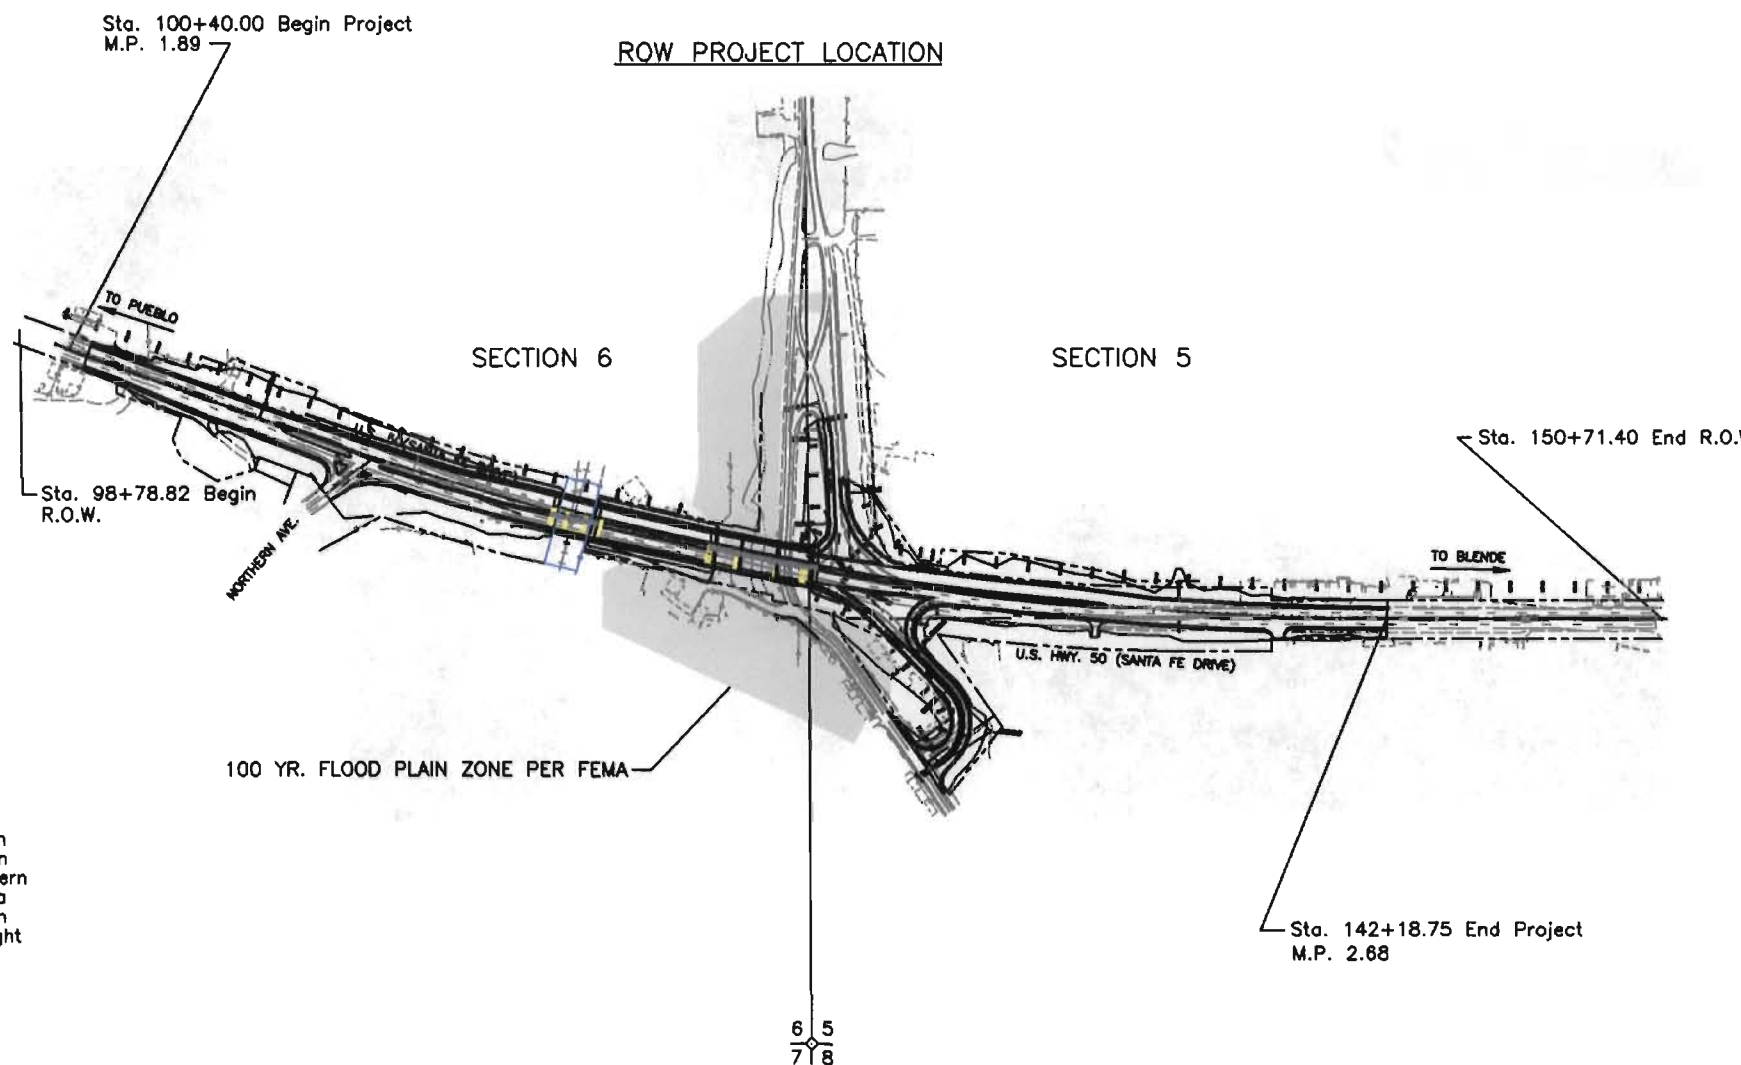 Sta. 100+40.00 Begin Project
M.P. 1.89
ROW PROJECT LOCATION
TO PUEBLO
SECTION 6
SECTION 5
Sta. 150+71.40 End R.O.
Sta. 98+78.82 Begin
R.O.W.
NORTHERN AVE.
TO BLENDE
U.S. HWY. 50 (SANTA FE DRIVE)
100 YR. FLOOD PLAIN ZONE PER FEMA
ern
ght
Sta. 142+18.75 End Project
M.P. 2.68
6 5
7 8